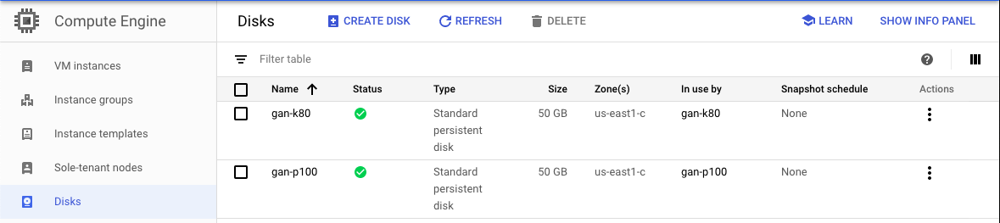 Compute Engine
Disks CREATE DISK REFRESH DELETE LEARN SHOW INFO PANEL
VM instances
Instance groups
Instance templates
Sole-tenant nodes
Disks
Filter table
Name Status Type Size Zone(s) In use by Snapshot schedule Actions
gan-k80 Standard 50 GB us-east1-c gan-k80 None
persistent
disk
gan-p100 Standard 50 GB us-east1-c gan-p100 None
persistent
disk